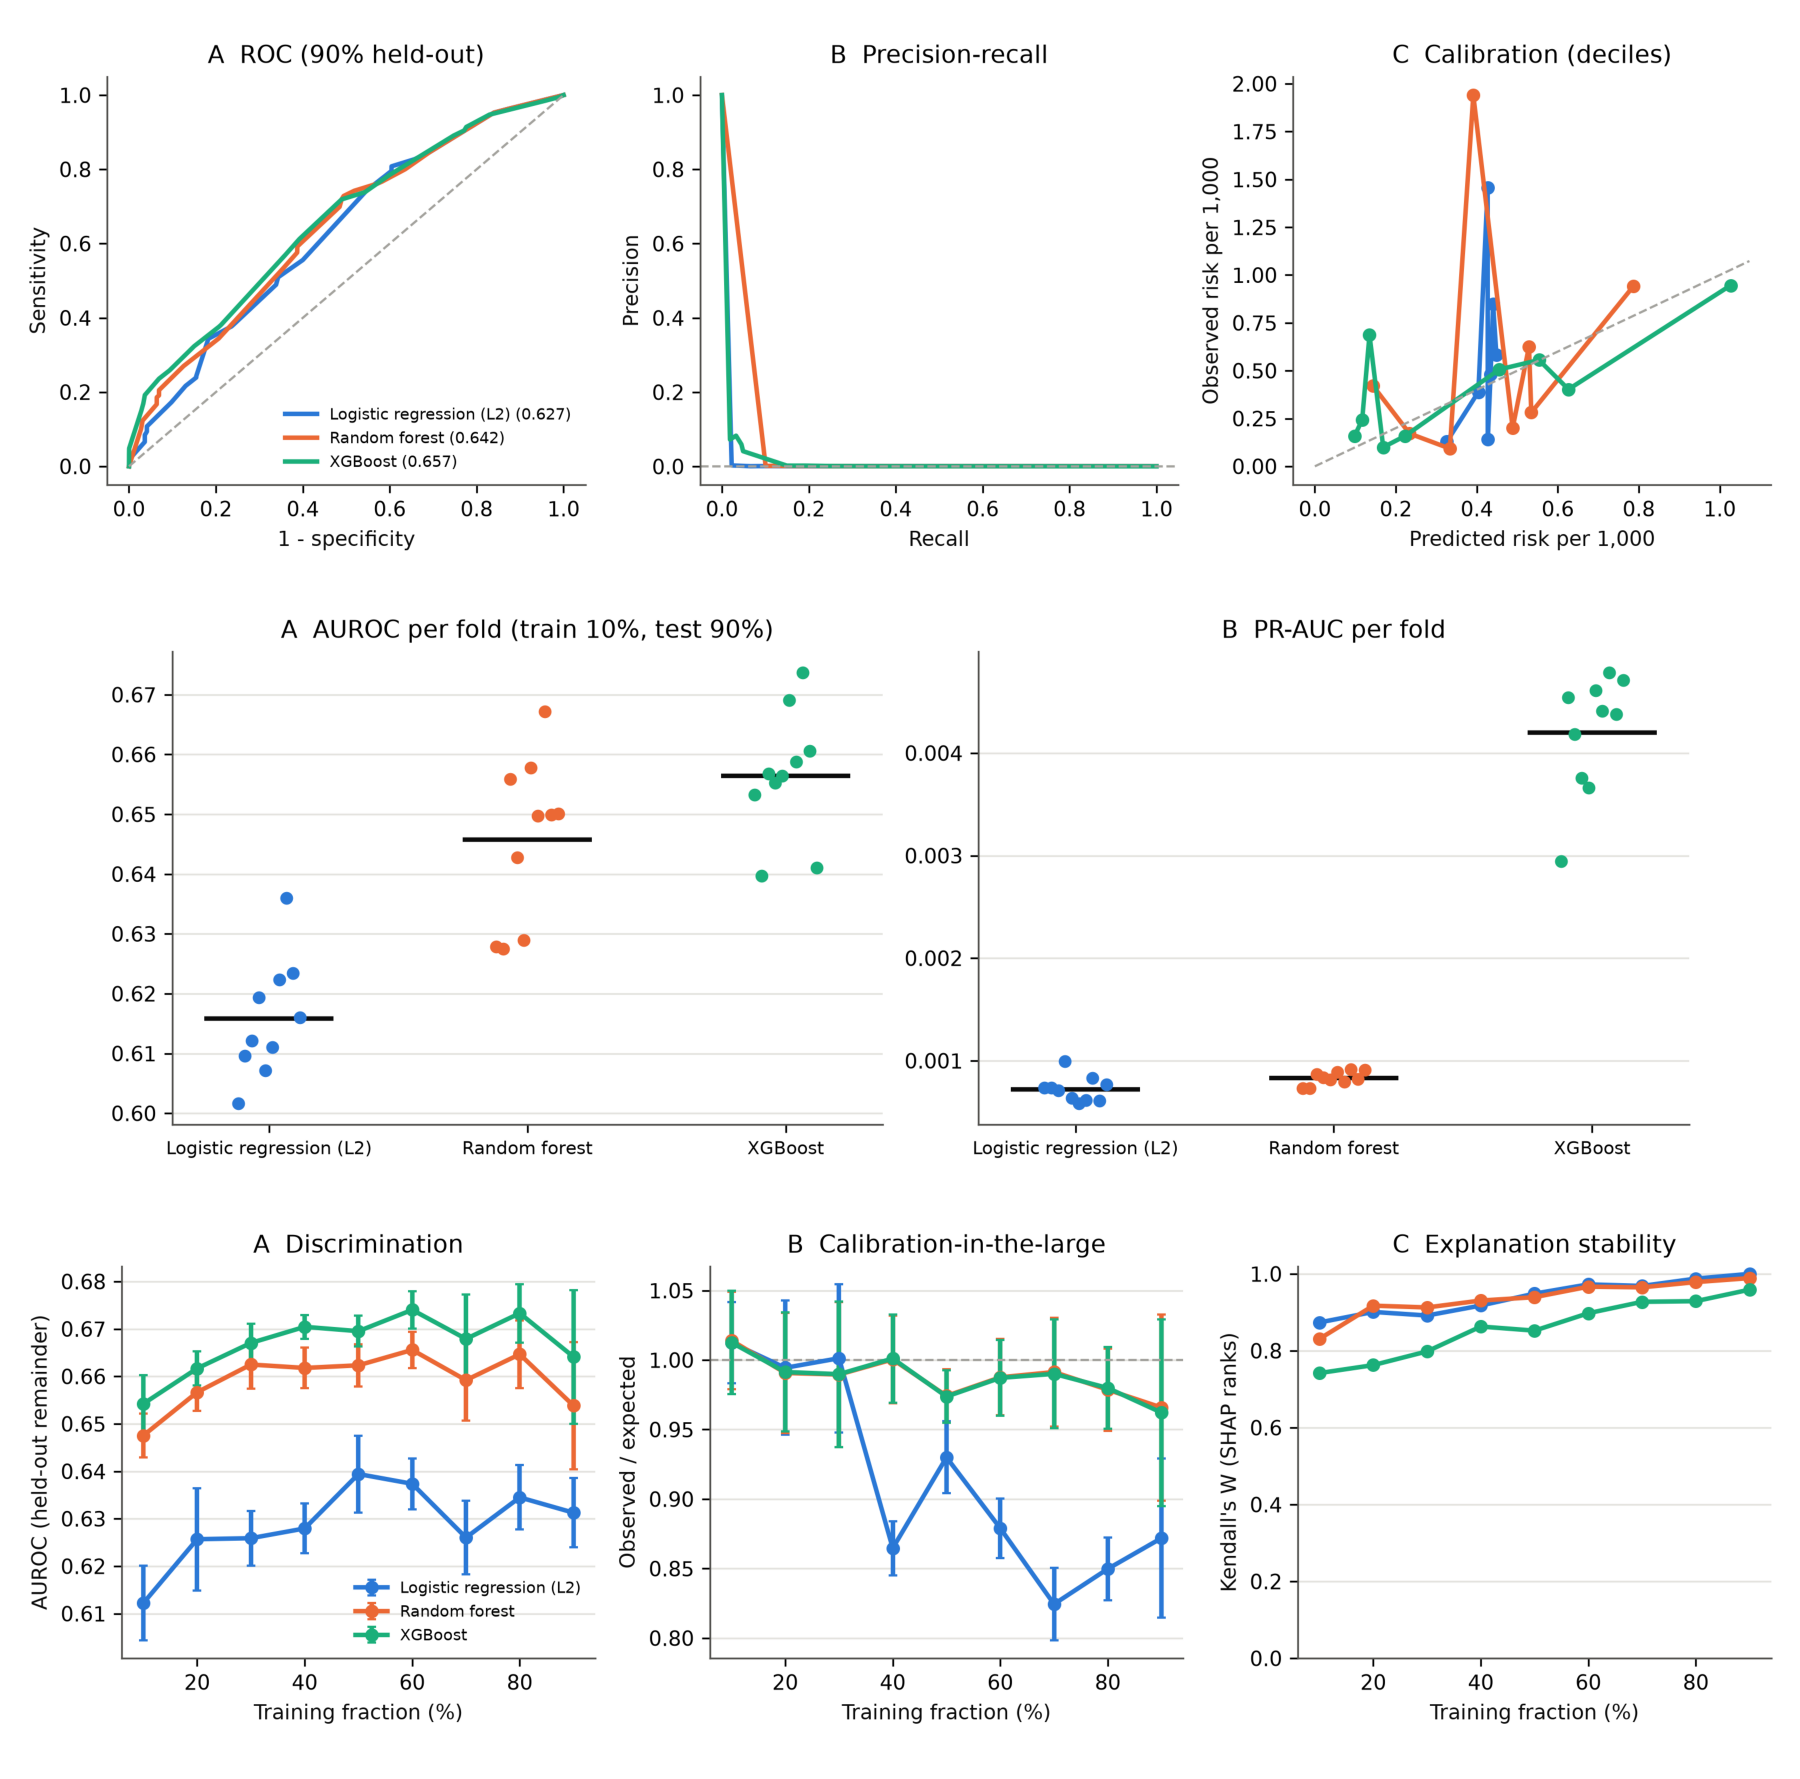 A  ROC (90% held-out)
Sensitivity
1.0
0.8
0.6
0.4
0.2
0.0
Logistic regression (L2) (0.627)
Random forest (0.642)
XGBoost (0.657)
0.0 0.2 0.4 0.6 0.8 1.0
1 - specificity
B  Precision-recall
Precision
1.0
0.8
0.6
0.4
0.2
0.0
0.0 0.2 0.4 0.6 0.8 1.0
Recall
C  Calibration (deciles)
Observed risk per 1,000
2.00
1.75
1.50
1.25
1.00
0.75
0.50
0.25
0.00
0.0 0.2 0.4 0.6 0.8 1.0
Predicted risk per 1,000
A  AUROC per fold (train 10%, test 90%)
0.67
0.66
0.65
0.64
0.63
0.62
0.61
0.60
Logistic regression (L2) Random forest XGBoost
B  PR-AUC per fold
0.004
0.003
0.002
0.001
Logistic regression (L2) Random forest XGBoost
A  Discrimination
AUROC (held-out remainder)
0.68
0.67
0.66
0.65
0.64
0.63
0.62
0.61
Logistic regression (L2)
Random forest
XGBoost
20 40 60 80
Training fraction (%)
B  Calibration-in-the-large
Observed / expected
1.05
1.00
0.95
0.90
0.85
0.80
20 40 60 80
Training fraction (%)
C  Explanation stability
Kendall's W (SHAP ranks)
1.0
0.8
0.6
0.4
0.2
0.0
20 40 60 80
Training fraction (%)